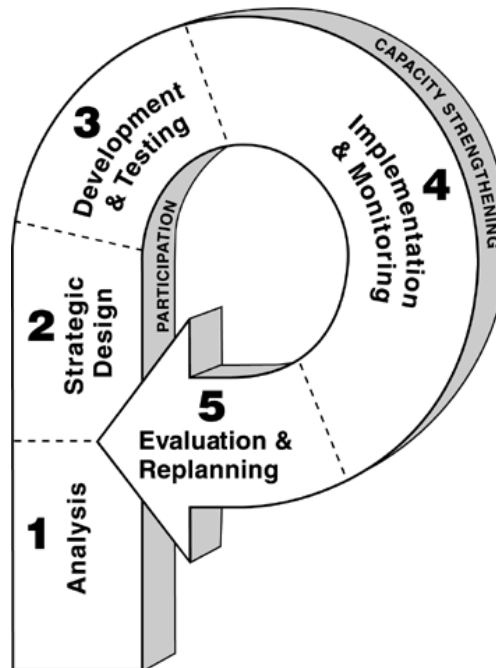 1
Analysis
2
Strategic
Design
3
Development
& Testing
4
Implementation
& Monitoring
5
Evaluation &
Replanning
PARTICIPATION
CAPACITY STRENGTHENING